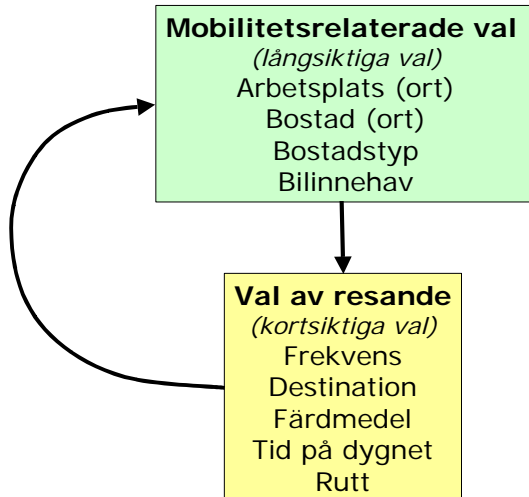 Mobilitetsrelaterade val
(långsiktiga val)
Arbetsplats (ort)
Bostad (ort)
Bostadstyp
Bilinnehav
Val av resande
(kortsiktiga val)
Frekvens
Destination
Färdmedel
Tid på dygnet
Rutt